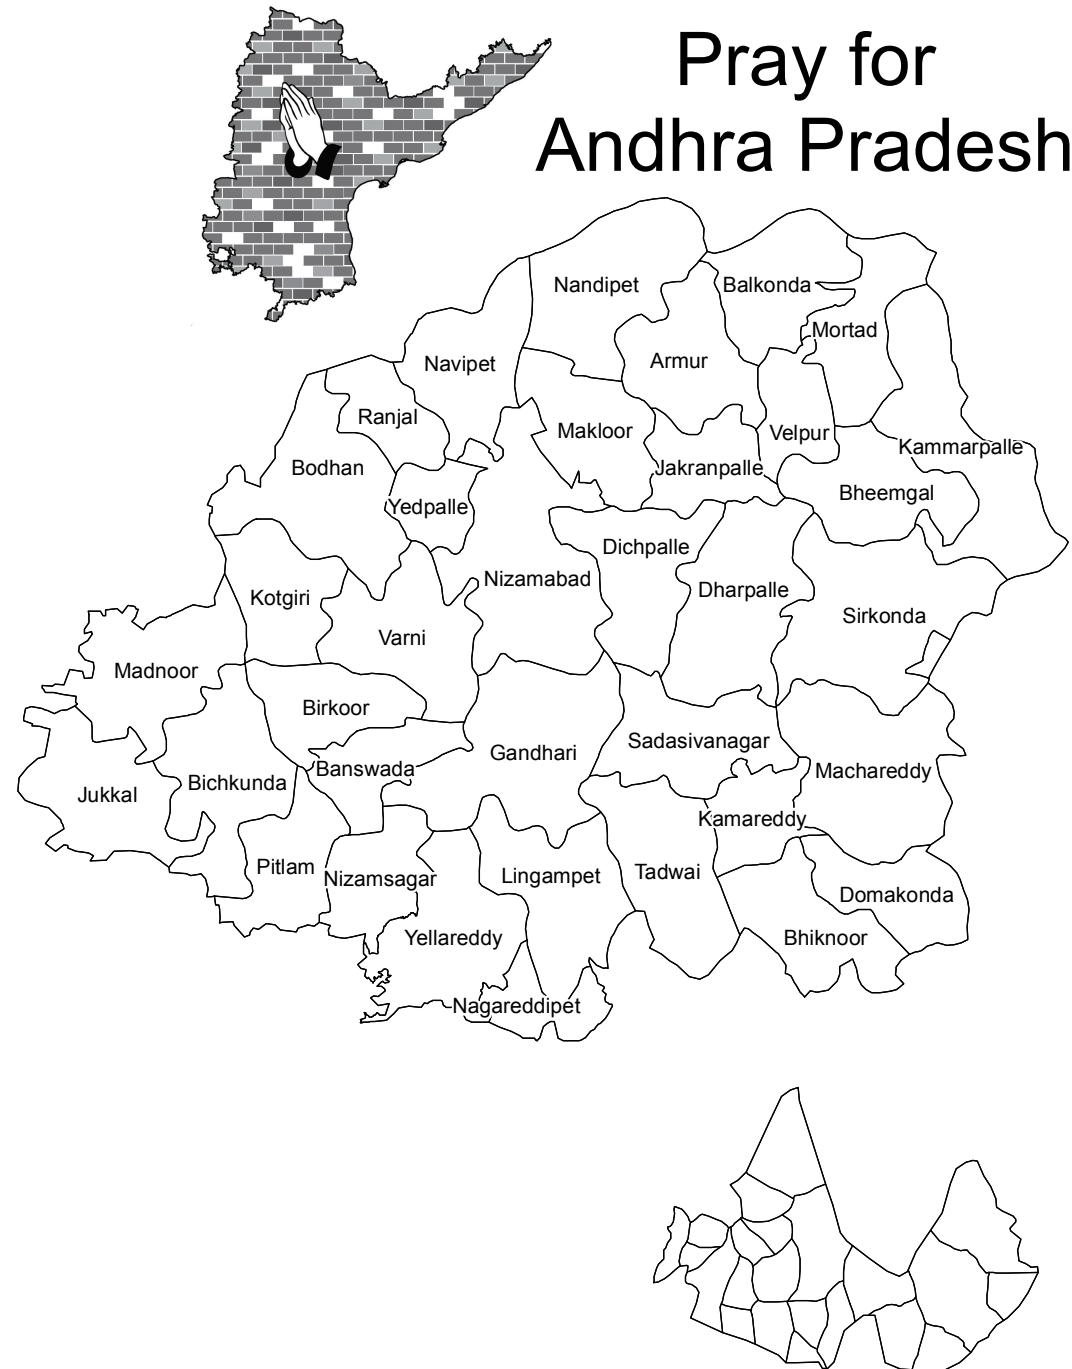 Pray for
Andhra Pradesh
Nandipet
Balkonda
Mortad
Navipet
Armur
Ranjal
Makloor
Velpur
Kammarpalle
Bodhan
Jakranpalle
Bheemgal
Yedpalle
Dichpalle
Nizamabad
Dharpalle
Kotgiri
Sirkonda
Varni
Madnoor
Birkoor
Sadasivanagar
Gandhari
Banswada
Machareddy
Bichkunda
Jukkal
Kamareddy
Pitlam
Nizamsagar
Lingampet
Tadwai
Domakonda
Yellareddy
Bhiknoor
Nagareddipet